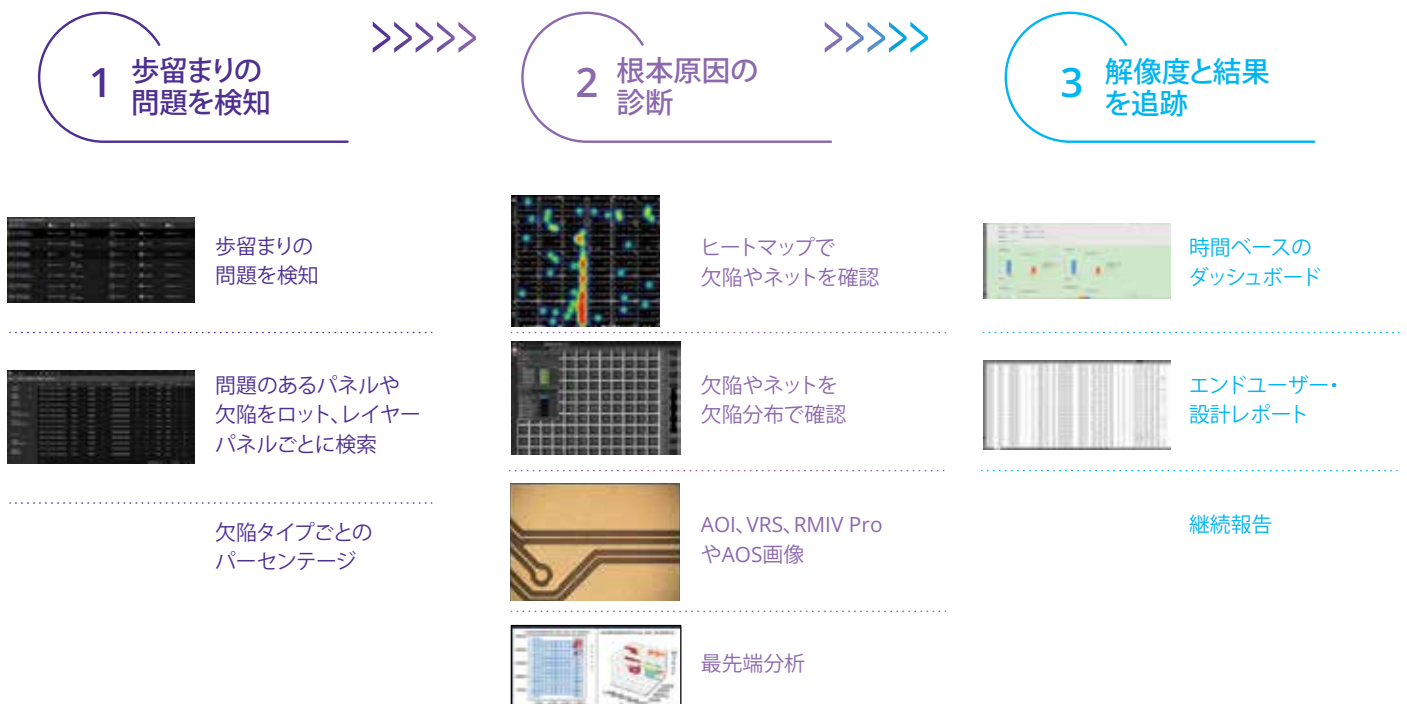 1
歩留まりの
問題を検知
2
根本原因の
診断
3
解像度と結果
を追跡
歩留まりの
問題を検知
問題のあるパネルや
欠陥をロット、レイヤー
パネルごとに検索
欠陥タイプごとの
パーセンテージ
ヒートマップで
欠陥やネットを確認
欠陥やネットを
欠陥分布で確認
AOI、VRS、RMIV Pro
やAOS画像
最先端分析
時間ベースの
ダッシュボード
エンドユーザー・
設計レポート
継続報告